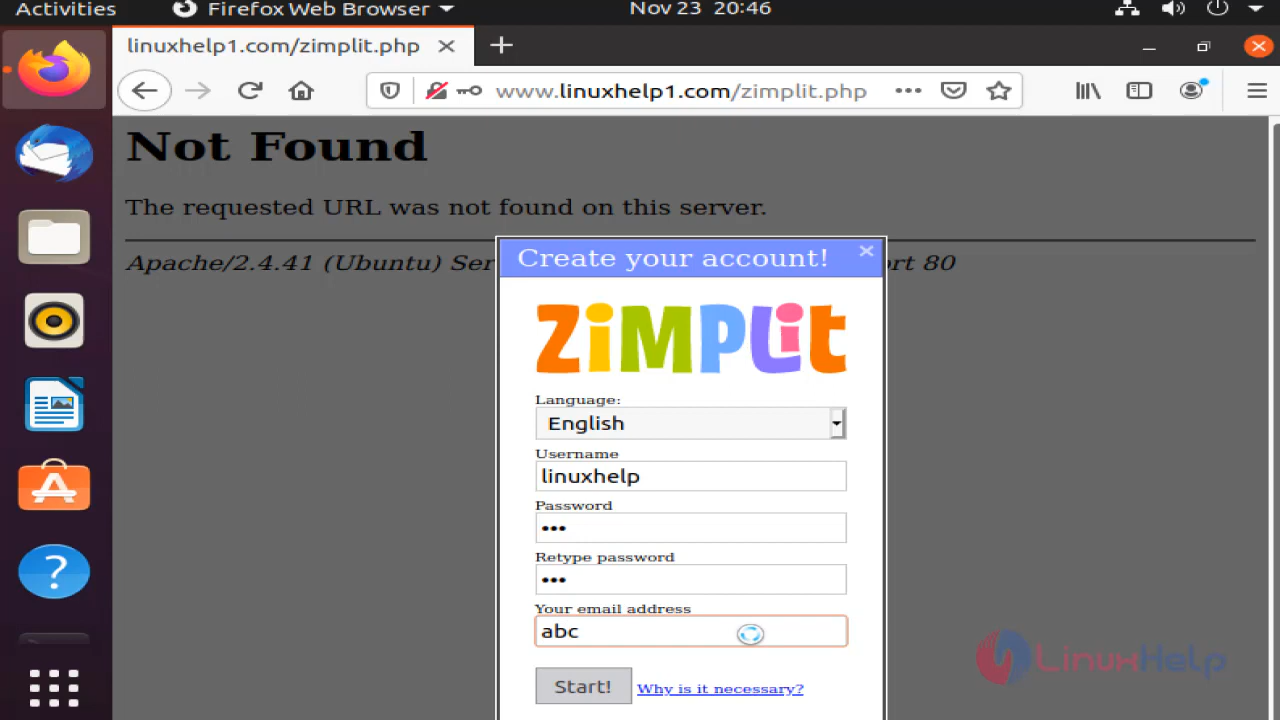 Activities Firefox Web Browser Nov 23 20:46
linuxhelp1.com/zimplit.php
www.linuxhelp1.com/zimplit.php
Not Found
The requested URL was not found on this server.
Apache/2.4.41 (Ubuntu) Ser
rt 80
Create your account!
ZiMPLit
Language:
English
Username
linuxhelp
Password
•••
Retype password
•••
Your email address
abc
Start! Why is it necessary?
LinuxHelp